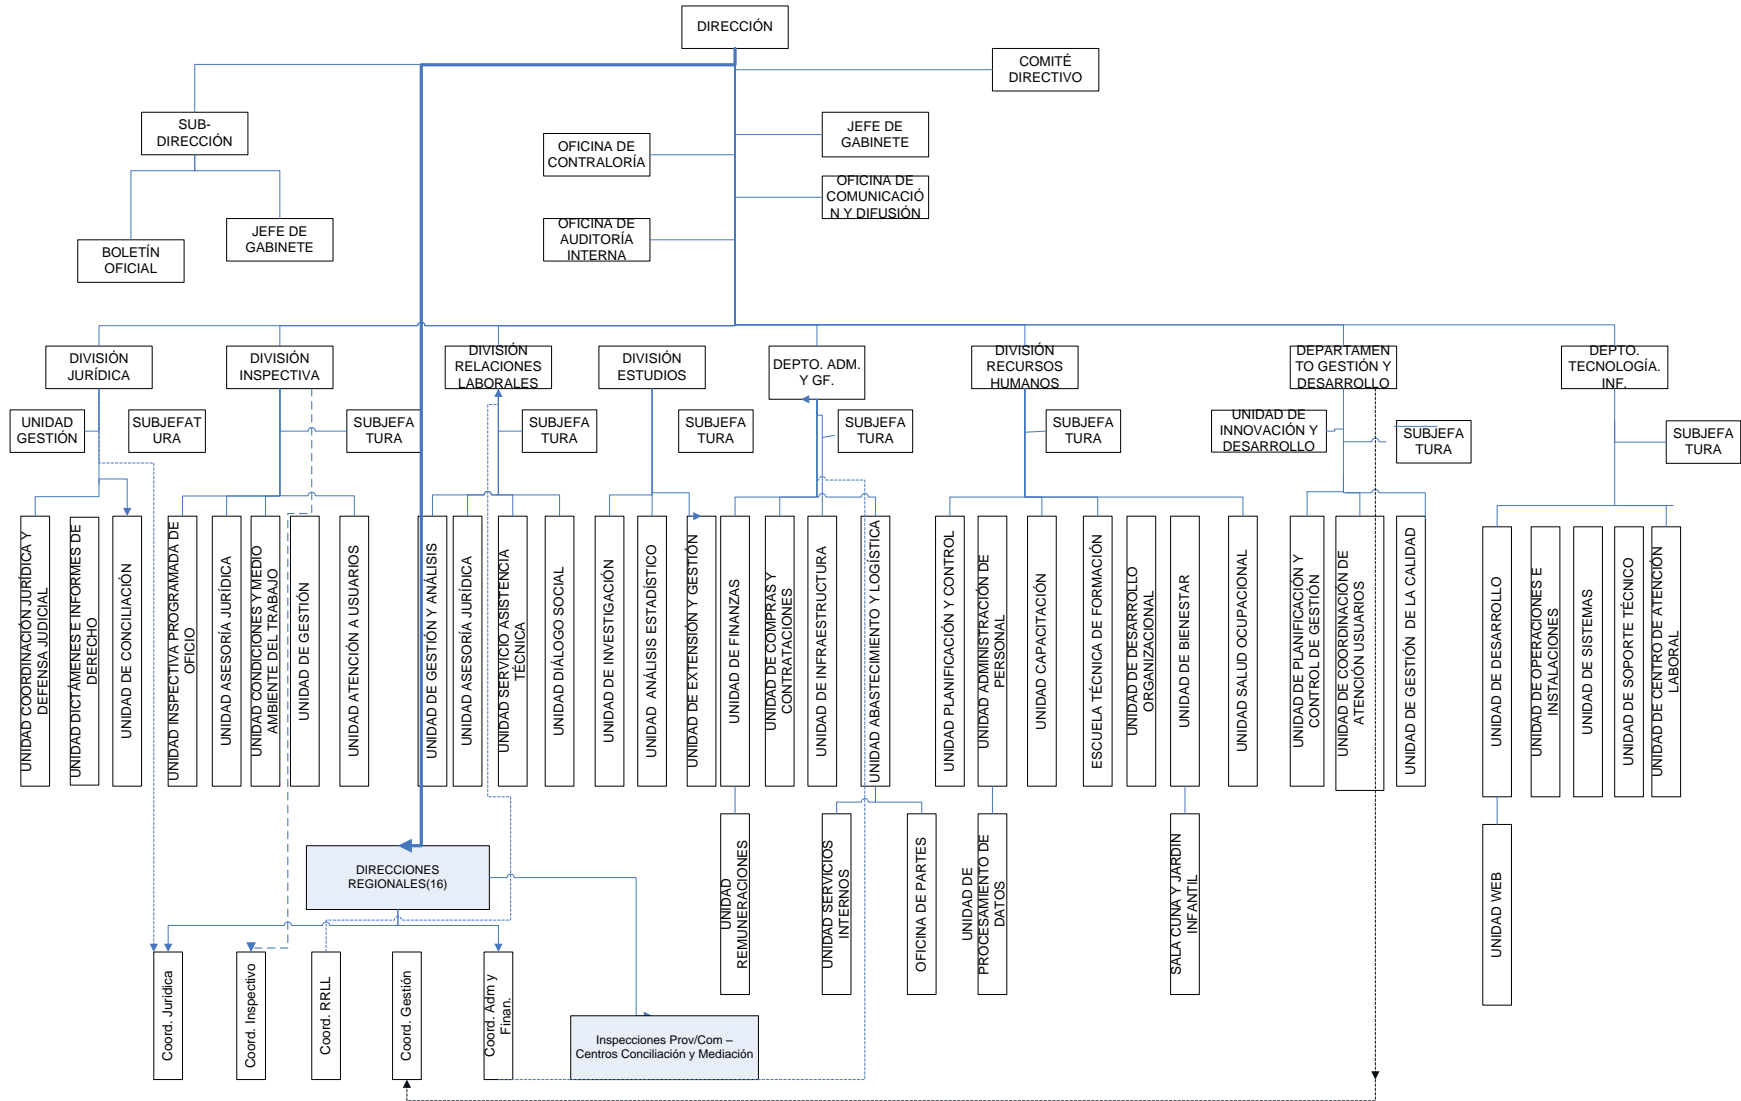 DIRECCIÓN
COMITÉ
DIRECTIVO
SUB-
DIRECCIÓN
JEFE DE
GABINETE
OFICINA DE
CONTRALORÍA
OFICINA DE
COMUNICACIÓ
N Y DIFUSIÓN
OFICINA DE
AUDITORÍA
INTERNA
JEFE DE
GABINETE
BOLETÍN
OFICIAL
DIVISIÓN
JURÍDICA
DIVISIÓN
INSPECTIVA
DIVISIÓN
RELACIONES
LABORALES
DIVISIÓN
ESTUDIOS
DEPTO. ADM.
Y GF.
DIVISIÓN
RECURSOS
HUMANOS
DEPARTAMEN
TO GESTIÓN Y
DESARROLLO
DEPTO.
TECNOLOGÍA.
INF.
UNIDAD
GESTIÓN
SUBJEFAT
URA
SUBJEFA
TURA
SUBJEFA
TURA
SUBJEFA
TURA
SUBJEFA
TURA
SUBJEFA
TURA
UNIDAD DE
INNOVACIÓN Y
DESARROLLO
SUBJEFA
TURA
SUBJEFA
TURA
UNIDAD COORDINACIÓN JURÍDICA Y
DEFENSA JUDICIAL
UNIDAD DICTÁMENES E INFORMES DE
DERECHO
UNIDAD DE CONCILIACIÓN
UNIDAD INSPECTIVA PROGRAMADA DE
OFICIO
UNIDAD ASESORÍA JURÍDICA
UNIDAD CONDICIONES Y MEDIO
AMBIENTE DEL TRABAJO
UNIDAD DE GESTIÓN
UNIDAD ATENCIÓN A USUARIOS
UNIDAD DE GESTIÓN Y ANÁLISIS
UNIDAD ASESORÍA JURÍDICA
UNIDAD SERVICIO ASISTENCIA
TÉCNICA
UNIDAD DIÁLOGO SOCIAL
UNIDAD DE INVESTIGACIÓN
UNIDAD ANÁLISIS ESTADÍSTICO
UNIDAD DE EXTENSIÓN Y GESTIÓN
UNIDAD DE FINANZAS
UNIDAD DE COMPRAS Y
CONTRATACIONES
UNIDAD DE INFRAESTRUCTURA
UNIDAD ABASTECIMIENTO Y LOGÍSTICA
UNIDAD PLANIFICACIÓN Y CONTROL
UNIDAD ADMINISTRACIÓN DE
PERSONAL
UNIDAD CAPACITACIÓN
ESCUELA TÉCNICA DE FORMACIÓN
UNIDAD DE DESARROLLO
ORGANIZACIONAL
UNIDAD DE BIENESTAR
UNIDAD SALUD OCUPACIONAL
UNIDAD DE PLANIFICACIÓN Y
CONTROL DE GESTIÓN
UNIDAD DE COORDINACIÓN DE
ATENCIÓN USUARIOS
UNIDAD DE GESTIÓN DE LA CALIDAD
UNIDAD DE DESARROLLO
UNIDAD DE OPERACIONES E
INSTALACIONES
UNIDAD DE SISTEMAS
UNIDAD DE SOPORTE TÉCNICO
UNIDAD DE CENTRO DE ATENCIÓN
LABORAL
UNIDAD
REMUNERACIONES
UNIDAD SERVICIOS
INTERNOS
OFICINA DE PARTES
UNIDAD DE
PROCESAMIENTO DE
DATOS
SALA CUNA Y JARDIN
INFANTIL
UNIDAD WEB
DIRECCIONES
REGIONALES(16)
Coord. Jurídica
Coord. Inspectivo
Coord. RRLL
Coord. Gestión
Coord. Adm y
Finan.
Inspecciones Prov/Com –
Centros Conciliación y Mediación